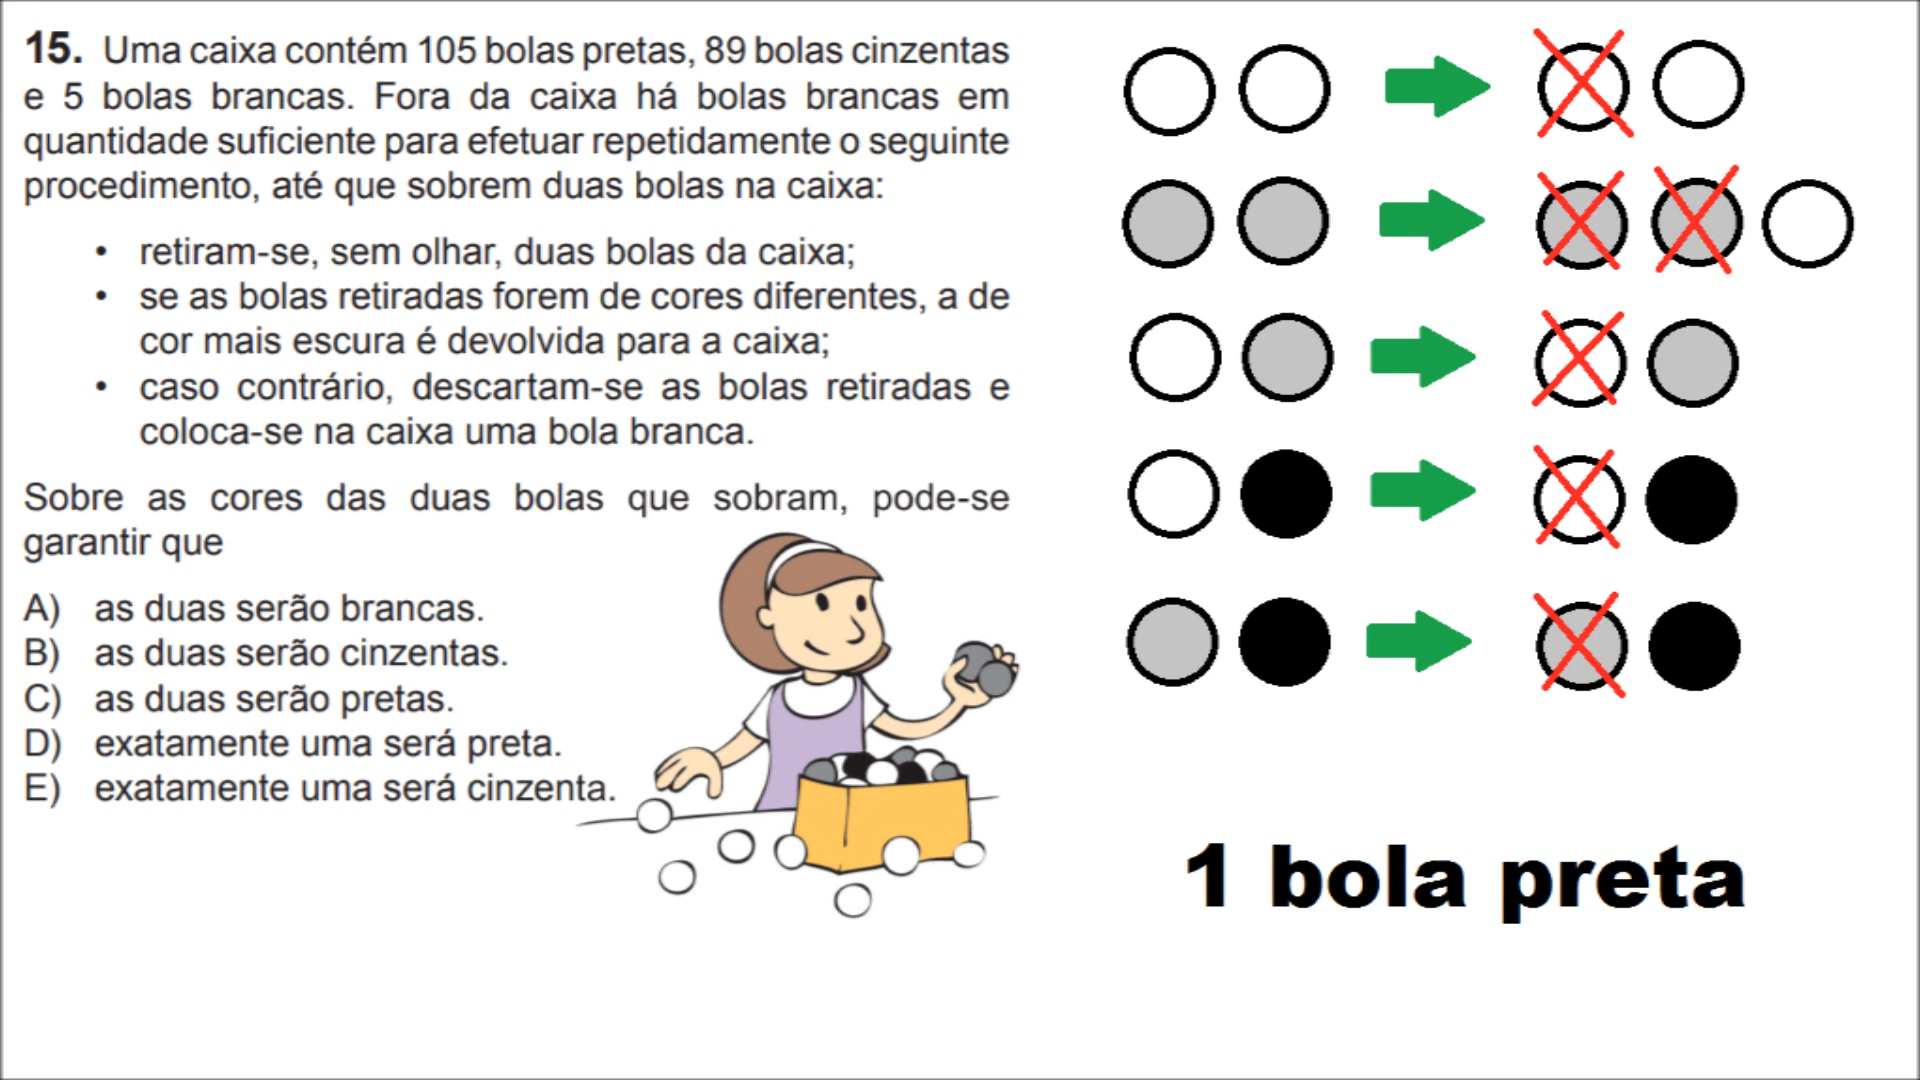 15. Uma caixa contém 105 bolas pretas, 89 bolas cinzentas
e 5 bolas brancas. Fora da caixa há bolas brancas em
quantidade suficiente para efetuar repetidamente o seguinte
procedimento, até que sobrem duas bolas na caixa:
• retiram-se, sem olhar, duas bolas da caixa;
• se as bolas retiradas forem de cores diferentes, a de
cor mais escura é devolvida para a caixa;
• caso contrário, descartam-se as bolas retiradas e
coloca-se na caixa uma bola branca.
Sobre as cores das duas bolas que sobram, pode-se
garantir que
A) as duas serão brancas.
B) as duas serão cinzentas.
C) as duas serão pretas.
D) exatamente uma será preta.
E) exatamente uma será cinzenta.
1 bola preta